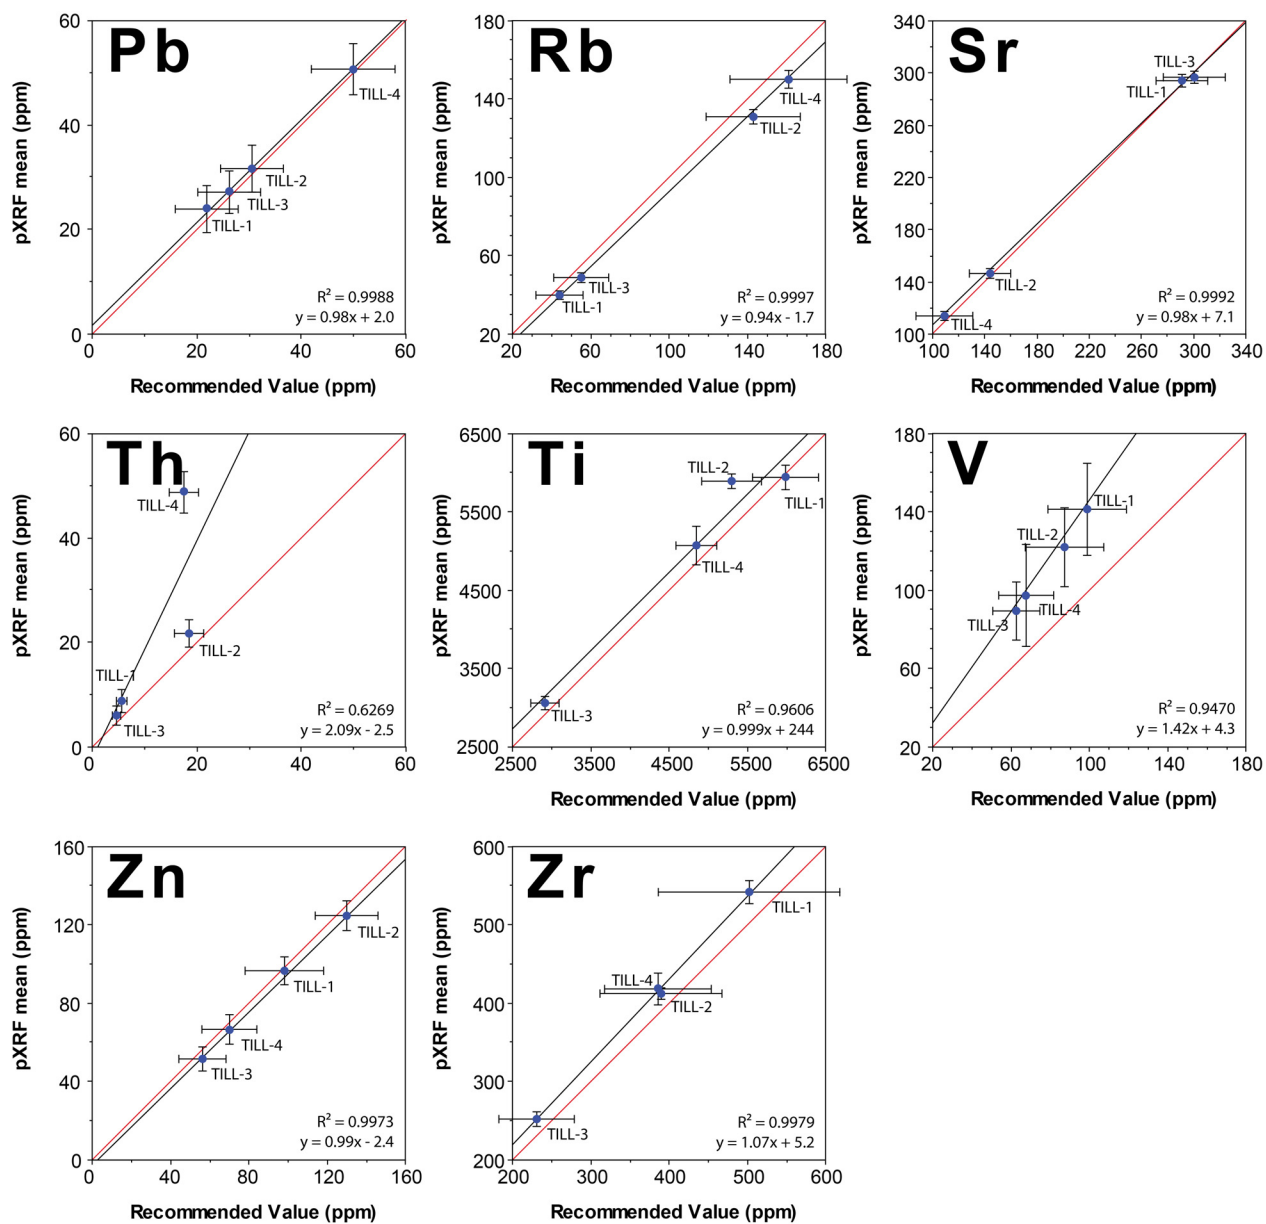 Pb
60
40
20
0
0
20
40
60
pXRF mean (ppm)
Recommended Value (ppm)
TILL-4
TILL-2
TILL-3
TILL-1
R² = 0.9988
y = 0.98x + 2.0
Rb
180
140
100
60
20
20
60
100
140
180
pXRF mean (ppm)
Recommended Value (ppm)
TILL-4
TILL-2
TILL-3
TILL-1
R² = 0.9997
y = 0.94x - 1.7
Sr
340
300
260
220
180
140
100
100
140
180
220
260
300
340
pXRF mean (ppm)
Recommended Value (ppm)
TILL-3
TILL-1
TILL-2
TILL-4
R² = 0.9992
y = 0.98x + 7.1
Th
60
40
20
0
0
20
40
60
pXRF mean (ppm)
TILL-4
TILL-2
TILL-1
TILL-3
R² = 0.6269
y = 2.09x - 2.5
Ti
6500
5500
4500
3500
2500
2500
3500
4500
5500
6500
pXRF mean (ppm)
Recommended Value (ppm)
TILL-2
TILL-1
TILL-4
TILL-3
R² = 0.9606
y = 0.999x + 244
V
180
140
100
60
20
20
60
100
140
180
pXRF mean (ppm)
Recommended Value (ppm)
TILL-1
TILL-2
TILL-4
TILL-3
R² = 0.9470
y = 1.42x + 4.3
Zn
160
120
80
40
0
0
40
80
120
160
pXRF mean (ppm)
Recommended Value (ppm)
TILL-2
TILL-1
TILL-4
TILL-3
R² = 0.9973
y = 0.99x - 2.4
Zr
600
500
400
300
200
200
300
400
500
600
pXRF mean (ppm)
Recommended Value (ppm)
TILL-1
TILL-4
TILL-2
TILL-3
R² = 0.9979
y = 1.07x + 5.2